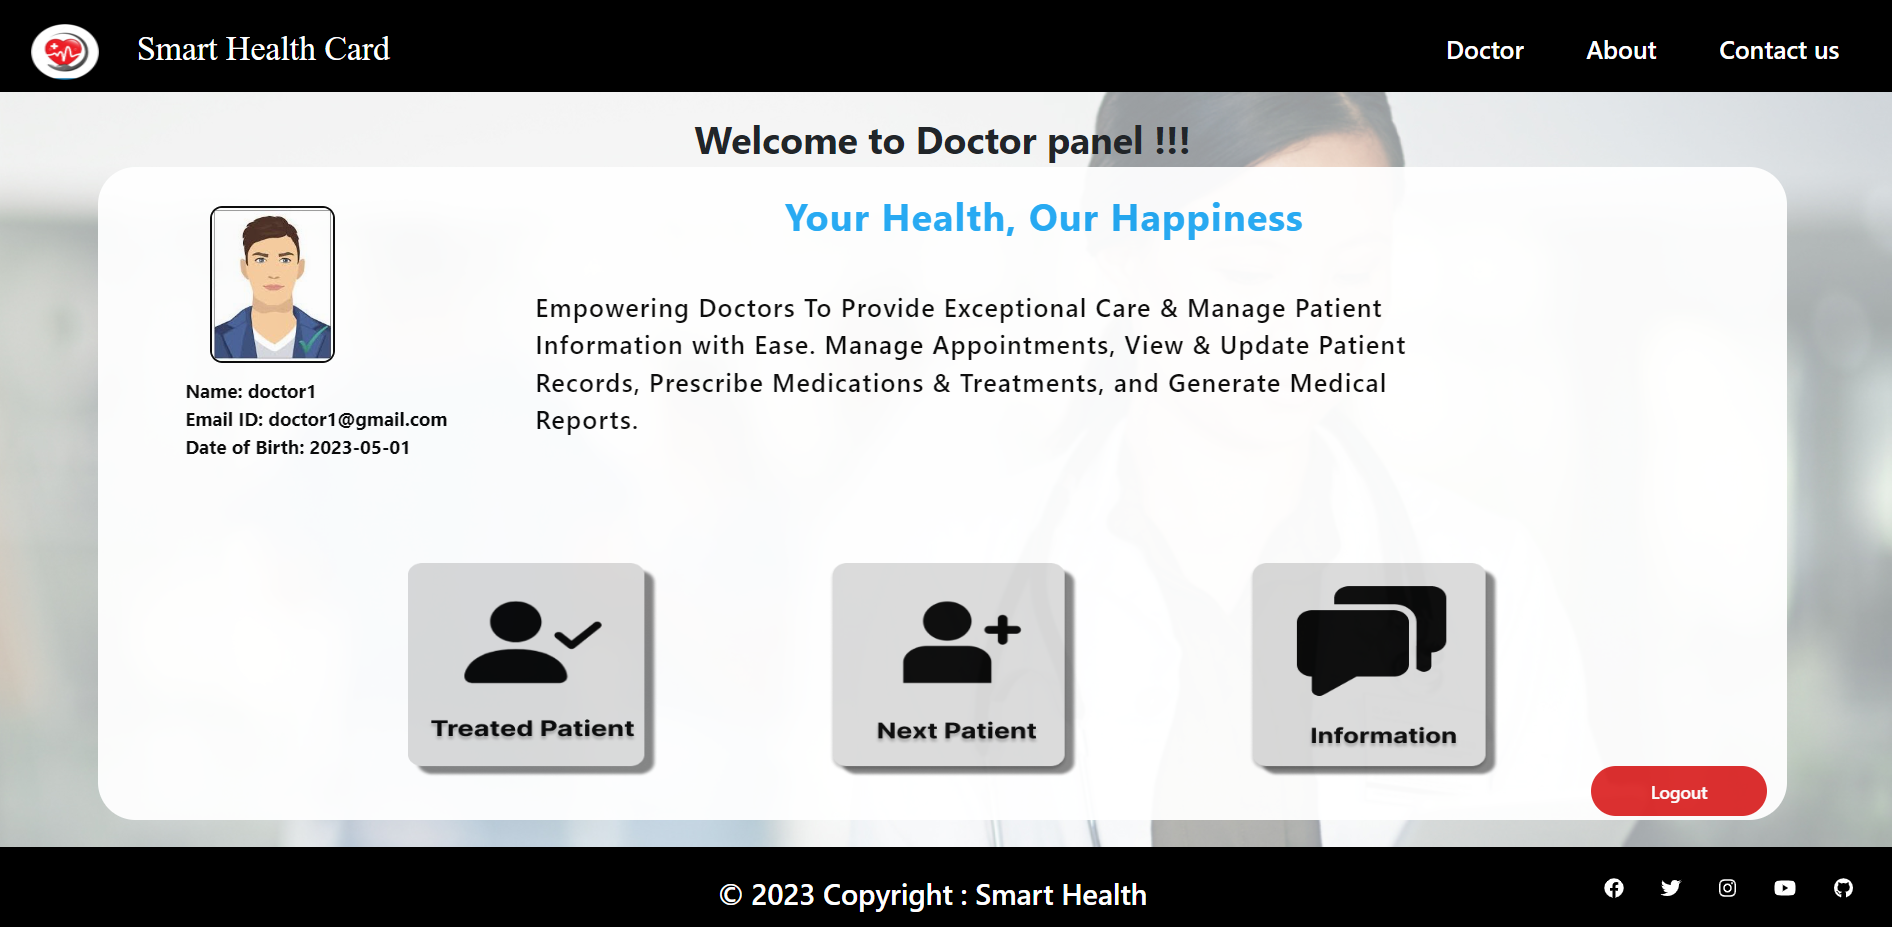 Smart Health Card
Doctor
About
Contact us
Welcome to Doctor panel !!!
Your Health, Our Happiness
Empowering Doctors To Provide Exceptional Care & Manage Patient
Information with Ease. Manage Appointments, View & Update Patient
Records, Prescribe Medications & Treatments, and Generate Medical
Reports.
Name: doctor1
Email ID: doctor1@gmail.com
Date of Birth: 2023-05-01
Treated Patient
Next Patient
Information
Logout
© 2023 Copyright : Smart Health